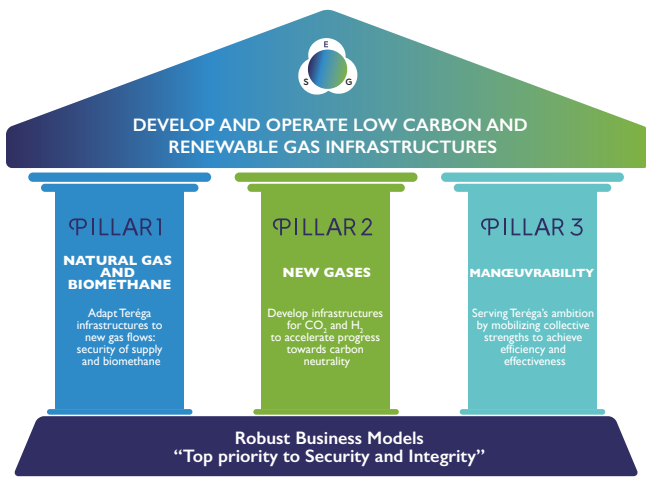 E
S G
DEVELOP AND OPERATE LOW CARBON AND
RENEWABLE GAS INFRASTRUCTURES
PILLAR 1
NATURAL GAS
AND
BIOMETHANE
Adapt Teréga
infrastructures to
new gas flows:
security of supply
and biomethane
PILLAR 2
NEW GASES
Develop infrastructures
for CO₂ and H₂
to accelerate progress
towards carbon
neutrality
PILLAR 3
MANŒUVRABILITY
Serving Teréga’s ambition
by mobilizing collective
strengths to achieve
efficiency and
effectiveness
Robust Business Models
“Top priority to Security and Integrity”